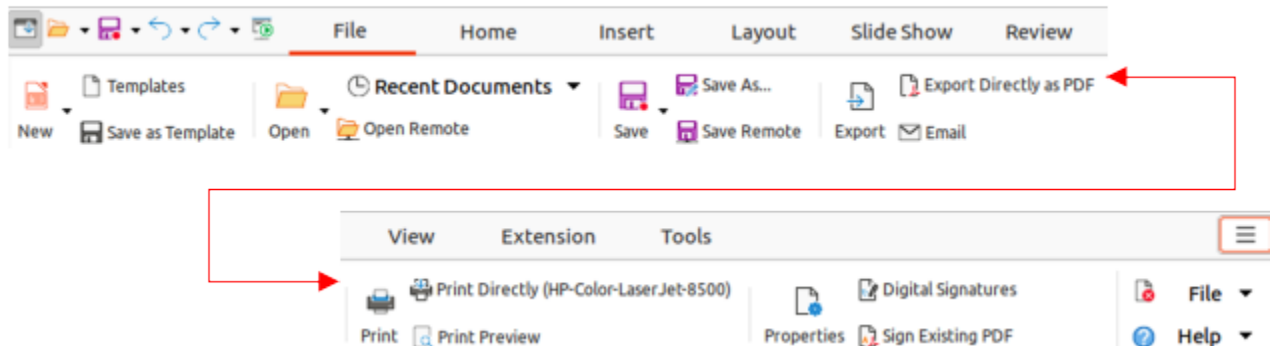 File Home Insert Layout Slide Show Review
Templates Recent Documents Save As... Export Directly as PDF
New Save as Template Open Open Remote Save Save Remote Export Email
View Extension Tools
Print Directly (HP-Color-LaserJet-8500) Digital Signatures File
Print Print Preview Properties Sign Existing PDF Help